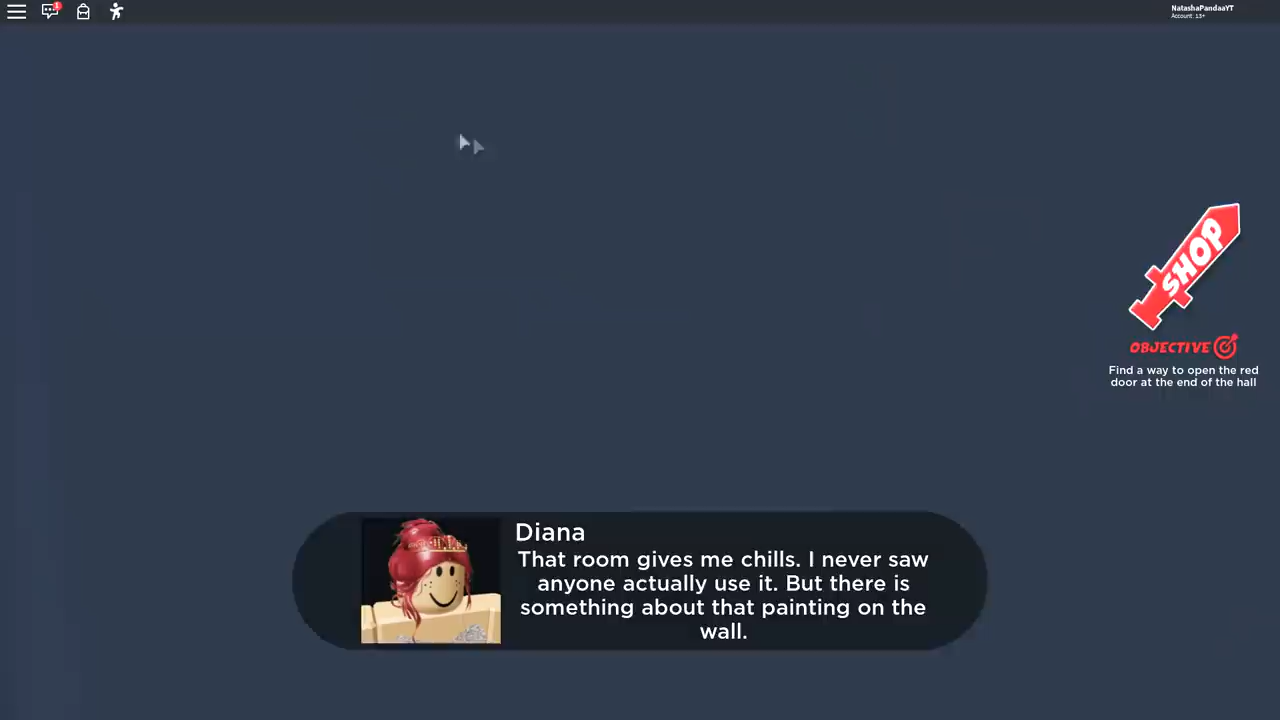 NatashaPandaaYT
Account: 13+
1
SHOP
OBJECTIVE
Find a way to open the red
door at the end of the hall
Diana
That room gives me chills. I never saw
anyone actually use it. But there is
something about that painting on the
wall.